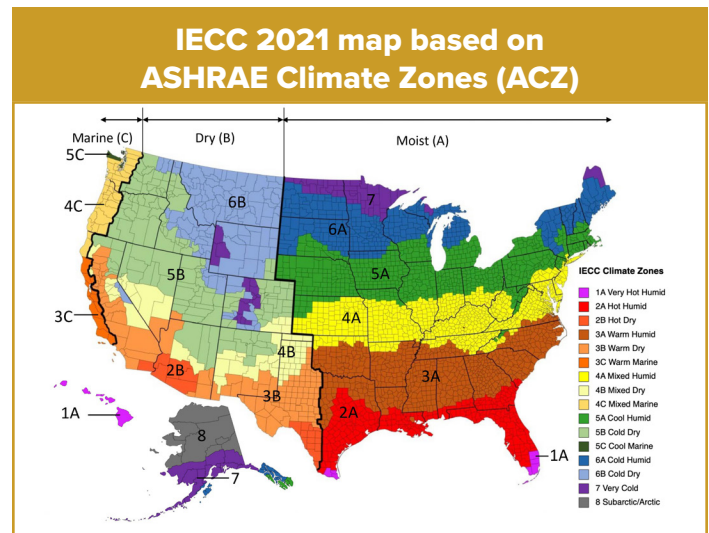 IECC 2021 map based on
ASHRAE Climate Zones (ACZ)
Marine (C)
Dry (B)
Moist (A)
5C
4C
3C
6B
5B
4B
3B
2B
7
6A
5A
4A
3A
2A
1A
1A
8
7
IECC Climate Zones
1A Very Hot Humid
2A Hot Humid
2B Hot Dry
3A Warm Humid
3B Warm Dry
3C Warm Marine
4A Mixed Humid
4B Mixed Dry
4C Mixed Marine
5A Cool Humid
5B Cold Dry
5C Cool Marine
6A Cold Humid
6B Cold Dry
7 Very Cold
8 Subarctic/Arctic